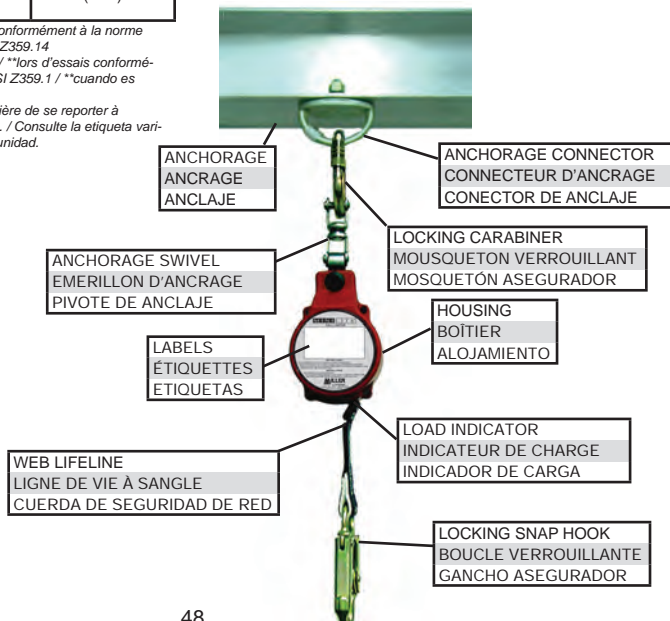 onformément à la norme
Z359.14
/ **lors d'essais conformé-
SI Z359.1 / **cuando es
ière de se reporter à
. / Consulte la etiqueta vari-
unidad.
ANCHORAGE
ANCRAGE
ANCLAJE
ANCHORAGE CONNECTOR
CONNECTEUR D'ANCRAGE
CONECTOR DE ANCLAJE
LOCKING CARABINER
MOUSQUETON VERROUILLANT
MOSQUETÓN ASEGURADOR
ANCHORAGE SWIVEL
EMERILLON D'ANCRAGE
PIVOTE DE ANCLAJE
HOUSING
BOÎTIER
ALOJAMIENTO
LABELS
ÉTIQUETTES
ETIQUETAS
MILLER
LOAD INDICATOR
INDICATEUR DE CHARGE
INDICADOR DE CARGA
WEB LIFELINE
LIGNE DE VIE À SANGLE
CUERDA DE SEGURIDAD DE RED
LOCKING SNAP HOOK
BOUCLE VERROUILLANTE
GANCHO ASEGURADOR
48